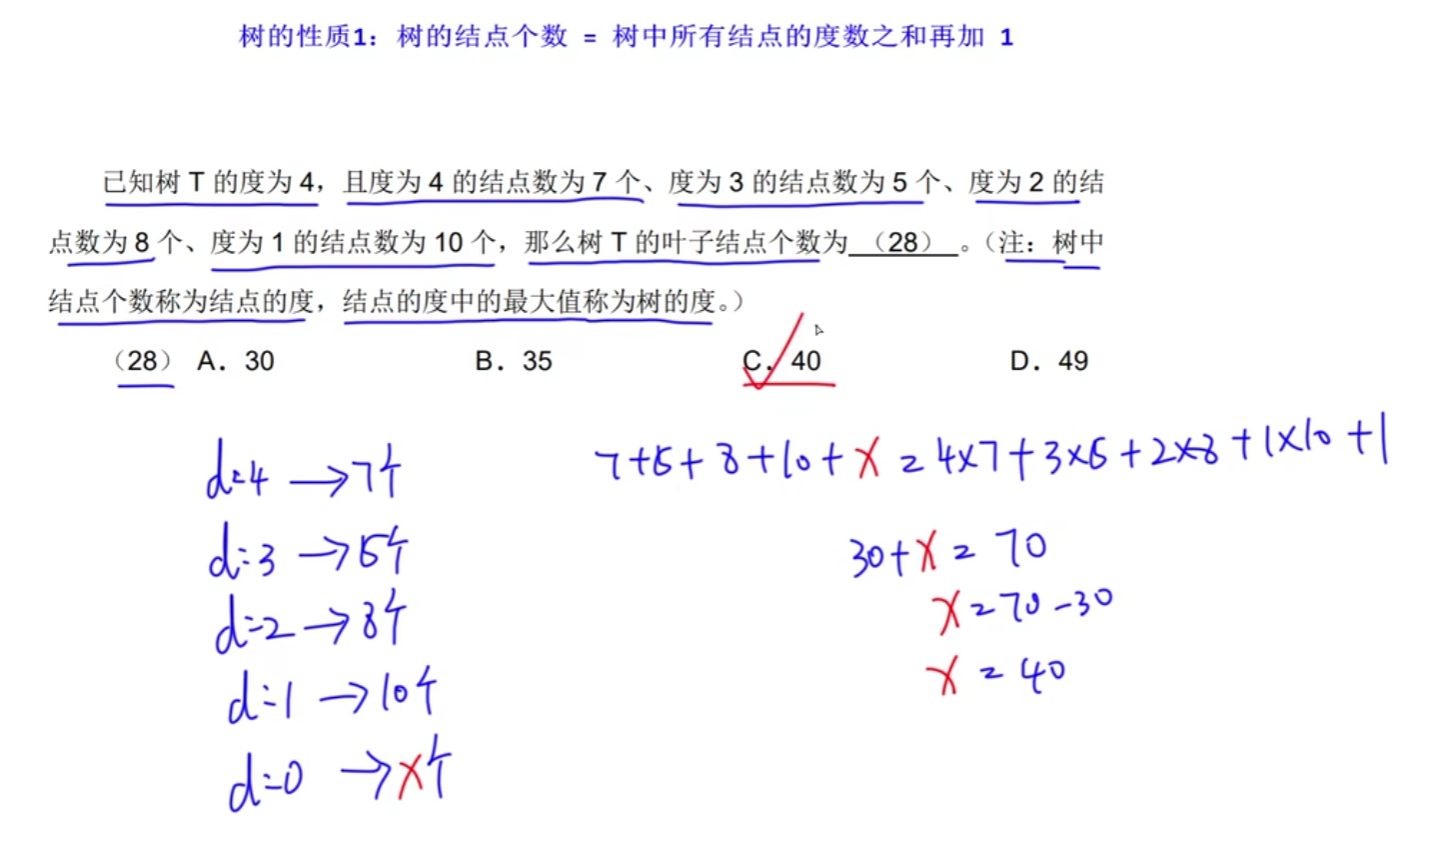 树的性质1：树的结点个数 = 树中所有结点的度数之和再加 1
已知树 T 的度为 4，且度为 4 的结点数为 7 个、度为 3 的结点数为 5 个、度为 2 的结
点数为 8 个、度为 1 的结点数为 10 个，那么树 T 的叶子结点个数为 （28） 。（注：树中
结点个数称为结点的度，结点的度中的最大值称为树的度。）
（28） A．30 B．35 C．40 D．49
d=4 →7个
7+5+8+10+x=4×7+3×5+2×8+1×10+1
d=3 →5个
30+x=70
d=2→8个
x=70-30
d=1 →10个
x=40
d=0 →x个